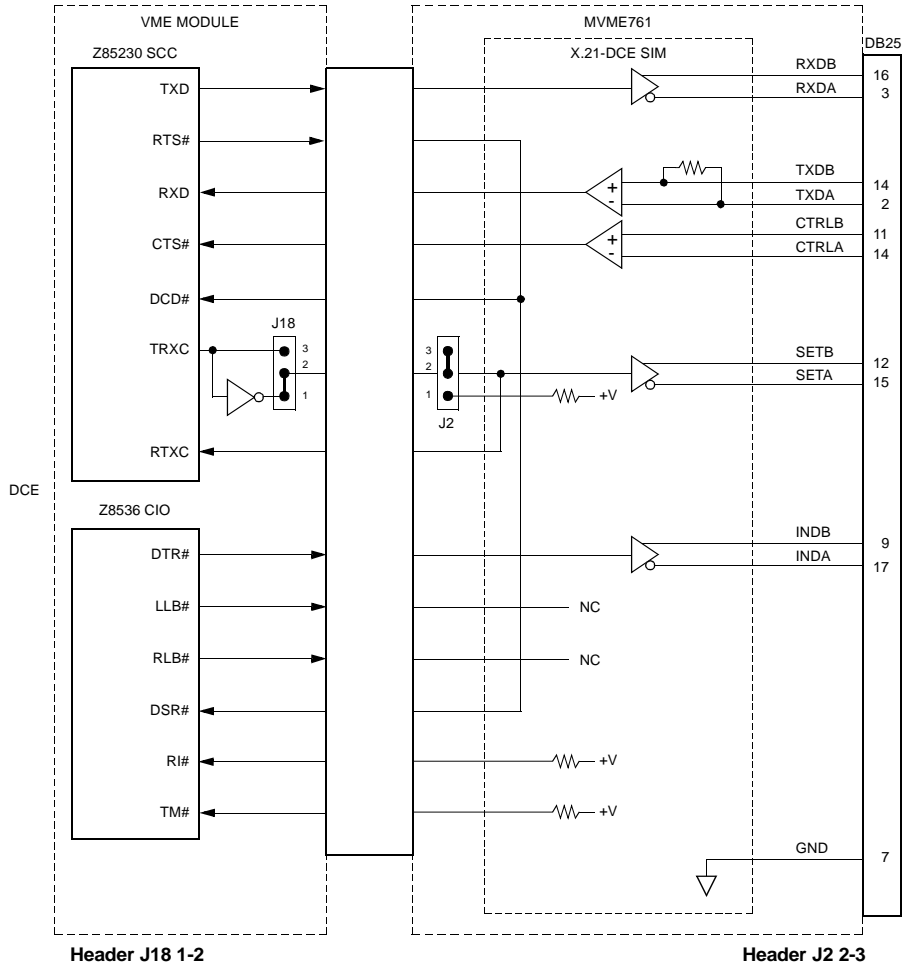 VME MODULE
MVME761
DB25
Z85230 SCC
X.21-DCE SIM
TXD
RXDB
16
RXDA
3
RTS#
RXD
+
-
TXDB
14
TXDA
2
CTS#
+
-
CTRLB
11
CTRLA
14
DCD#
J18
TRXC
3
2
1
3
2
1
J2
+V
SETB
12
SETA
15
RTXC
DCE
Z8536 CIO
DTR#
INDB
9
INDA
17
LLB#
NC
RLB#
NC
DSR#
RI#
+V
TM#
+V
GND
7
Header J18 1-2
Header J2 2-3